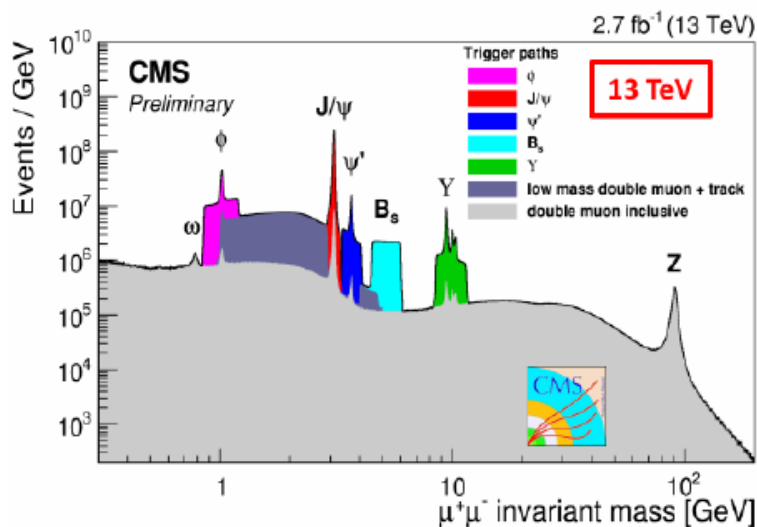 2.7 fb⁻¹ (13 TeV)
Events / GeV
10¹⁰
10⁹
10⁸
10⁷
10⁶
10⁵
10⁴
10³
CMS
Preliminary
Trigger paths
ϕ
J/ψ
ψ'
Bₛ
Υ
low mass double muon + track
double muon inclusive
13 TeV
ω
ϕ
J/ψ
ψ'
Bₛ
Υ
Z
CMS
1
10
10²
μ⁺μ⁻ invariant mass [GeV]